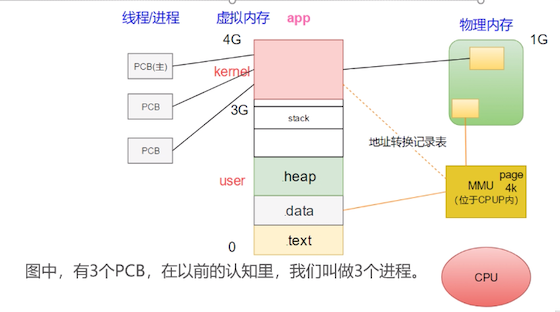 线程/进程
虚拟内存
app
物理内存
4G
1G
PCB(主)
kernel
PCB
3G
stack
PCB
地址转换记录表
user
heap
MMU
page
4k
(位于CPUP内)
.data
.text
0
CPU
图中，有3个PCB，在以前的认知里，我们叫做3个进程。